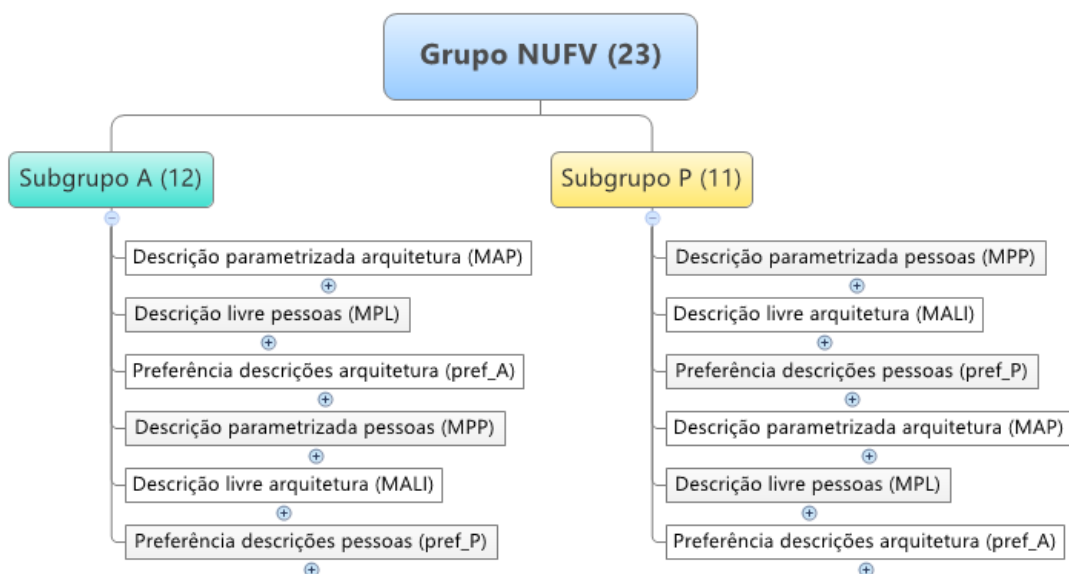 Grupo NUFV (23)
Subgrupo A (12)
Descrição parametrizada arquitetura (MAP)
Descrição livre pessoas (MPL)
Preferência descrições arquitetura (pref_A)
Descrição parametrizada pessoas (MPP)
Descrição livre arquitetura (MALI)
Preferência descrições pessoas (pref_P)
Subgrupo P (11)
Descrição parametrizada pessoas (MPP)
Descrição livre arquitetura (MALI)
Preferência descrições pessoas (pref_P)
Descrição parametrizada arquitetura (MAP)
Descrição livre pessoas (MPL)
Preferência descrições arquitetura (pref_A)